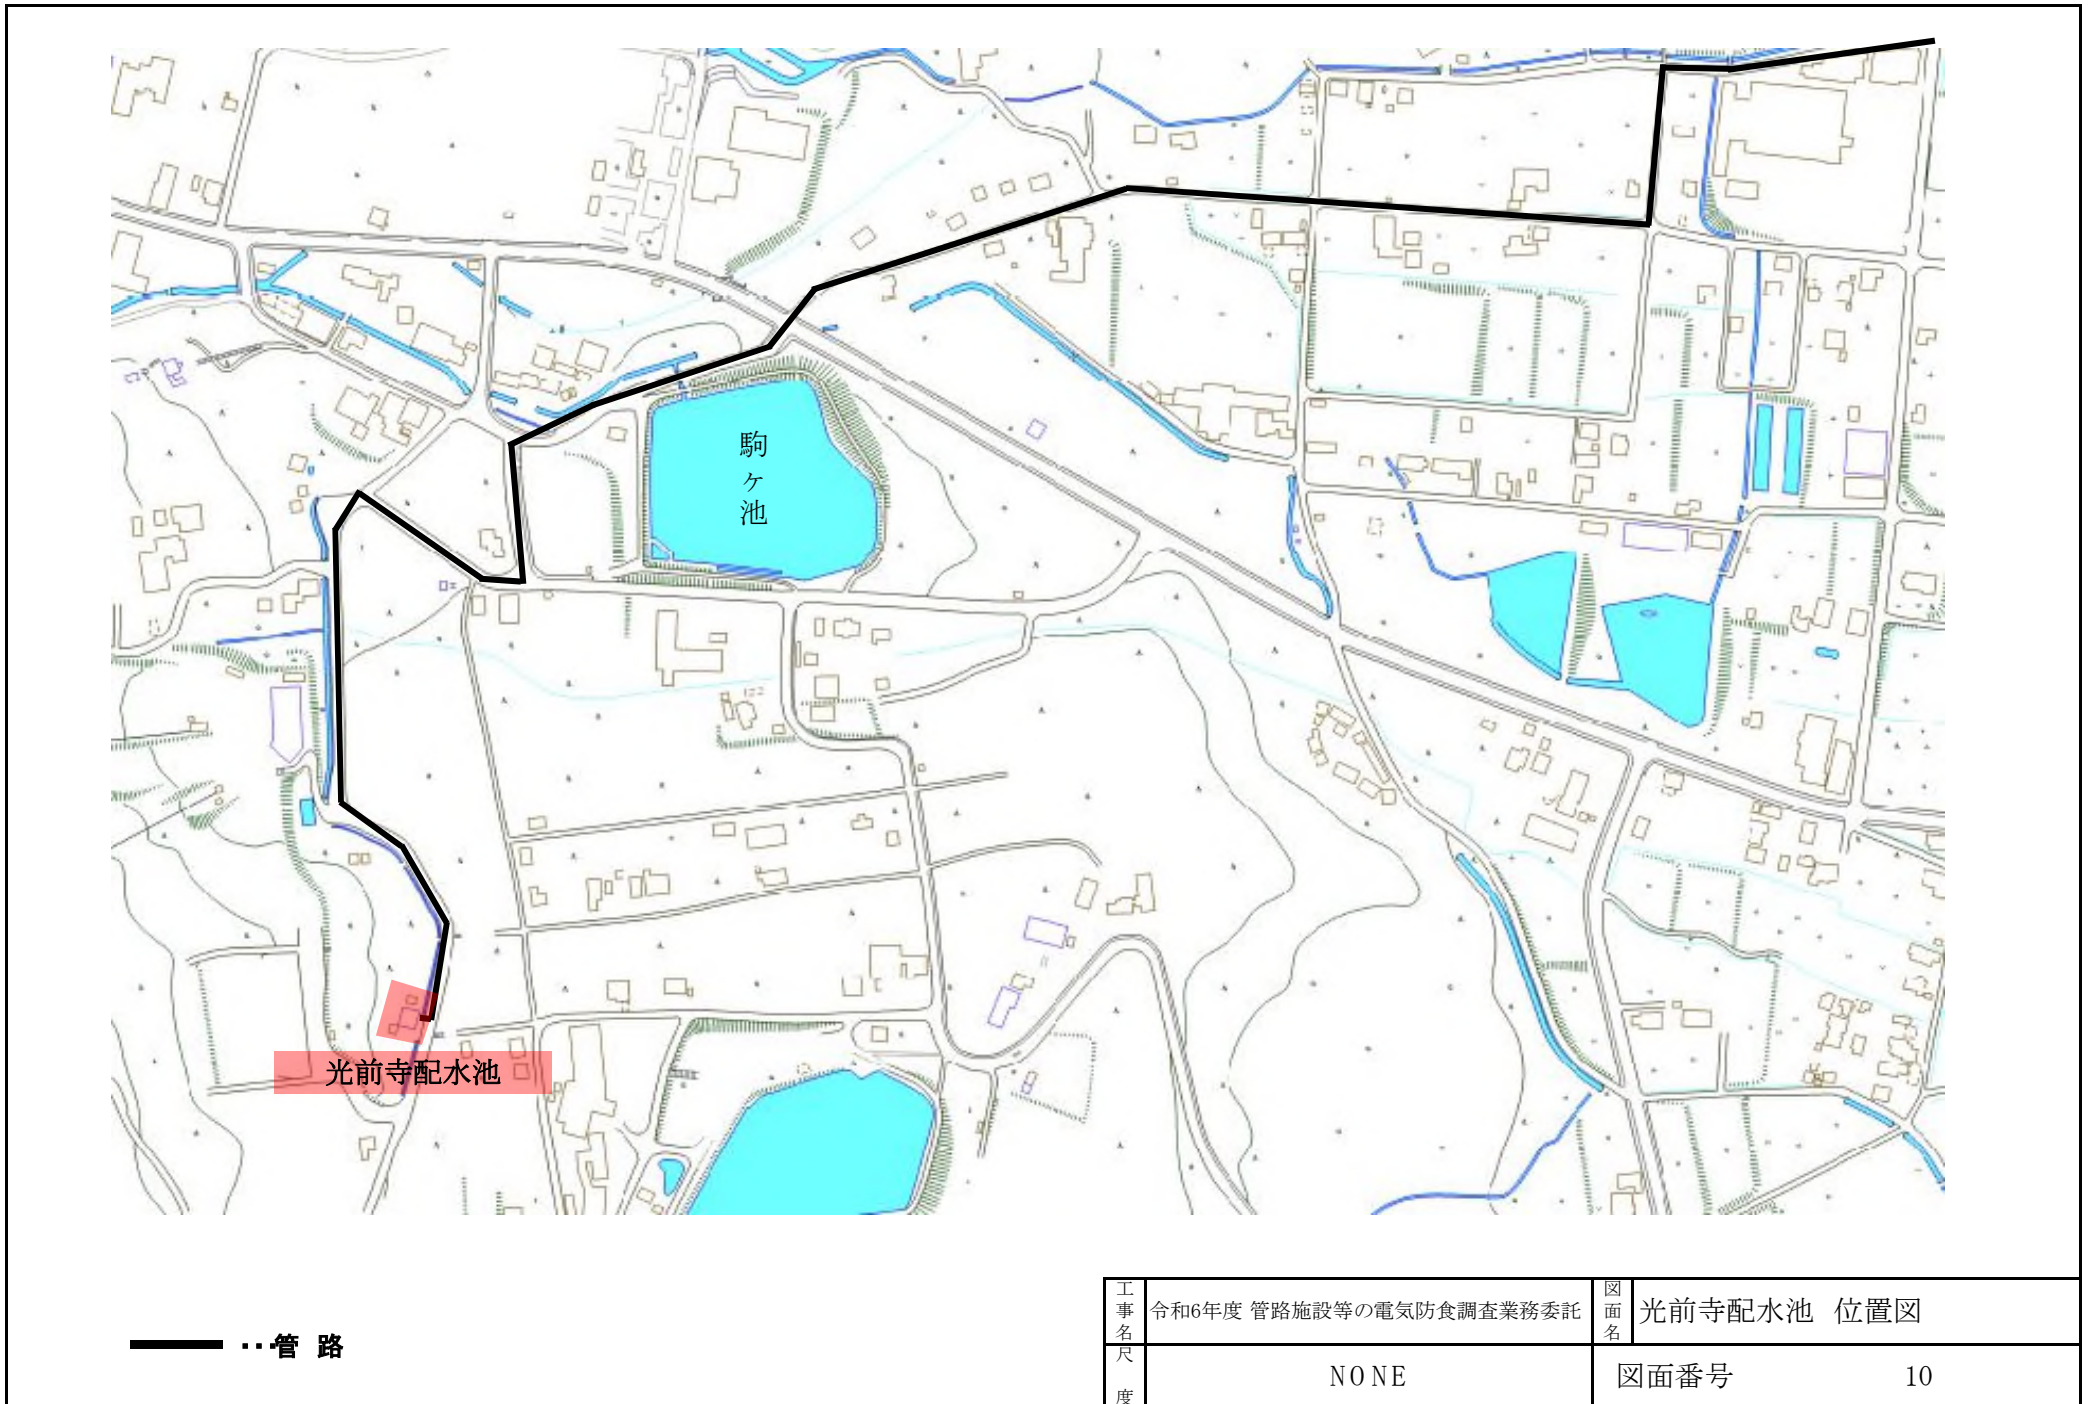 駒ヶ池
光前寺配水池
…管 路
工事名
令和6年度 管路施設等の電気防食調査業務委託
図面名
光前寺配水池 位置図
尺度
NONE
図面番号 10